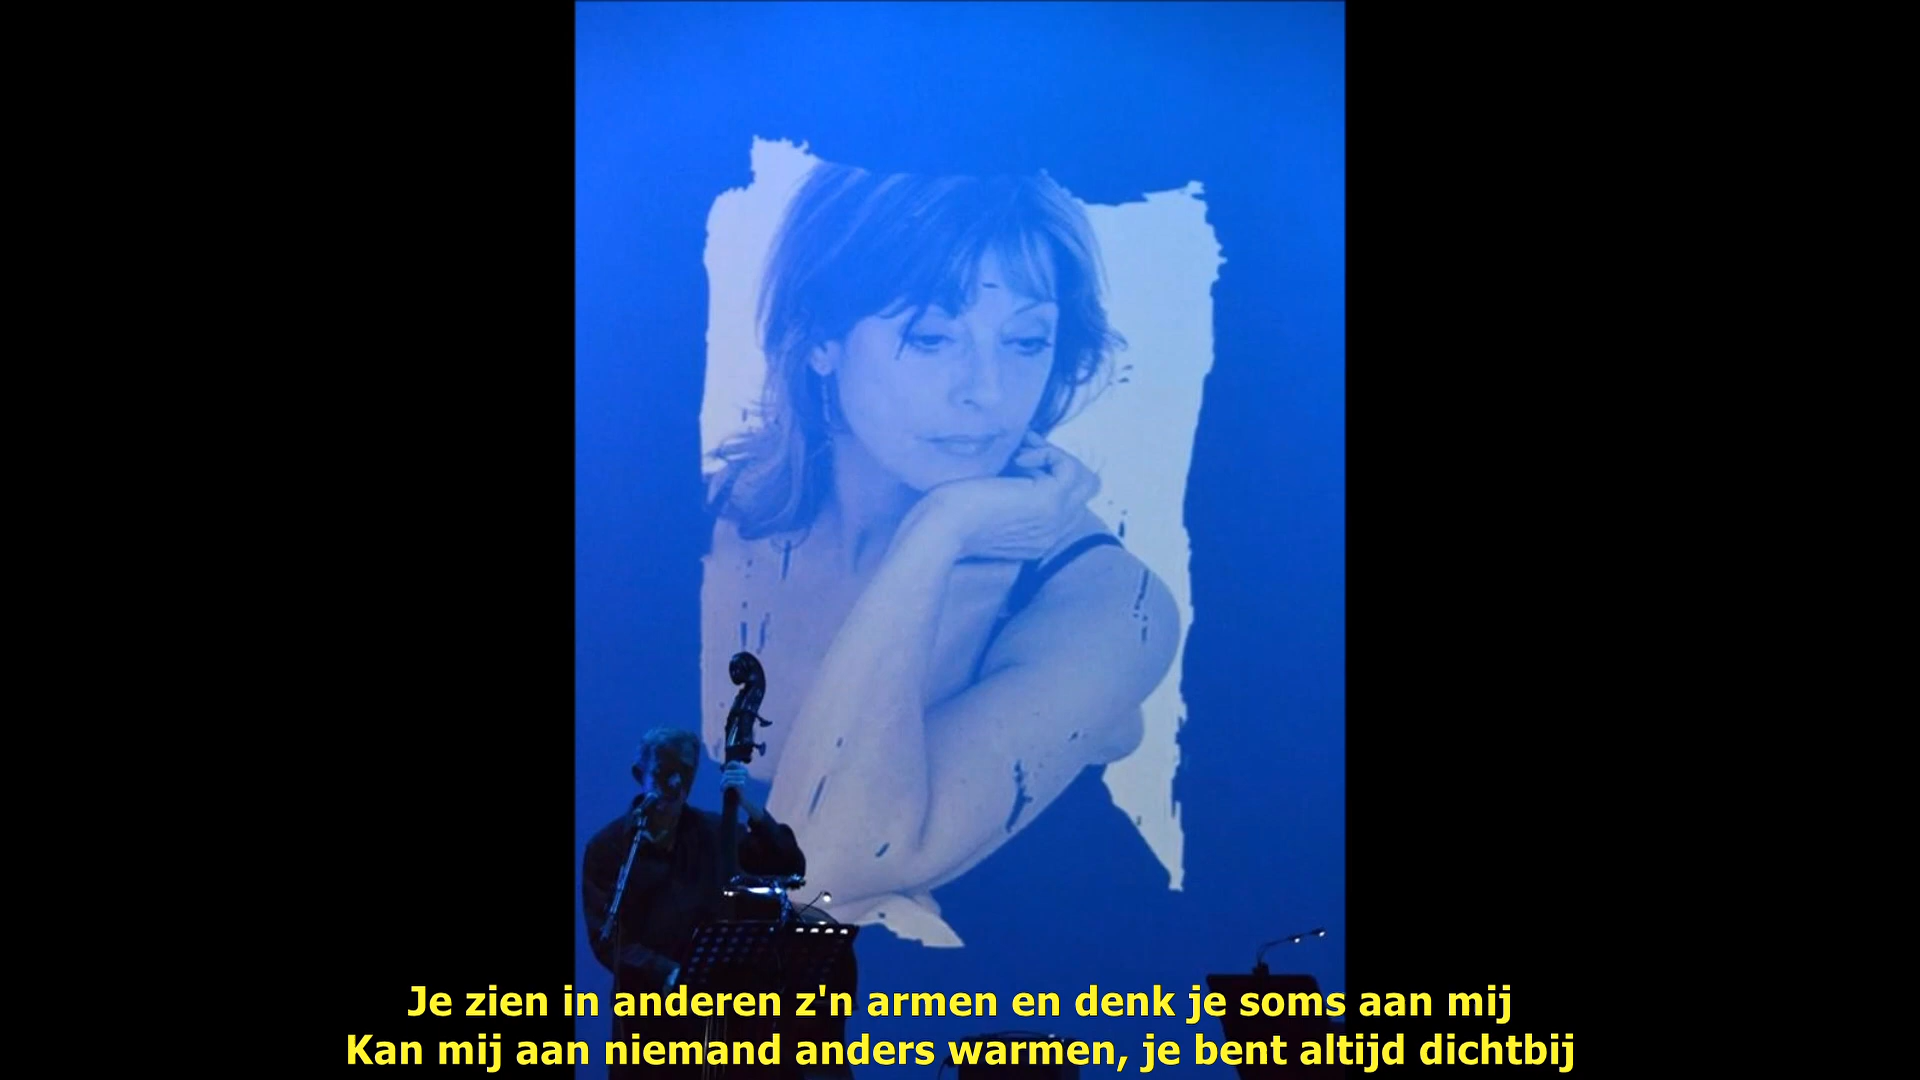 Je zien in anderen z'n armen en denk je soms aan mij
Kan mij aan niemand anders warmen, je bent altijd dichtbij